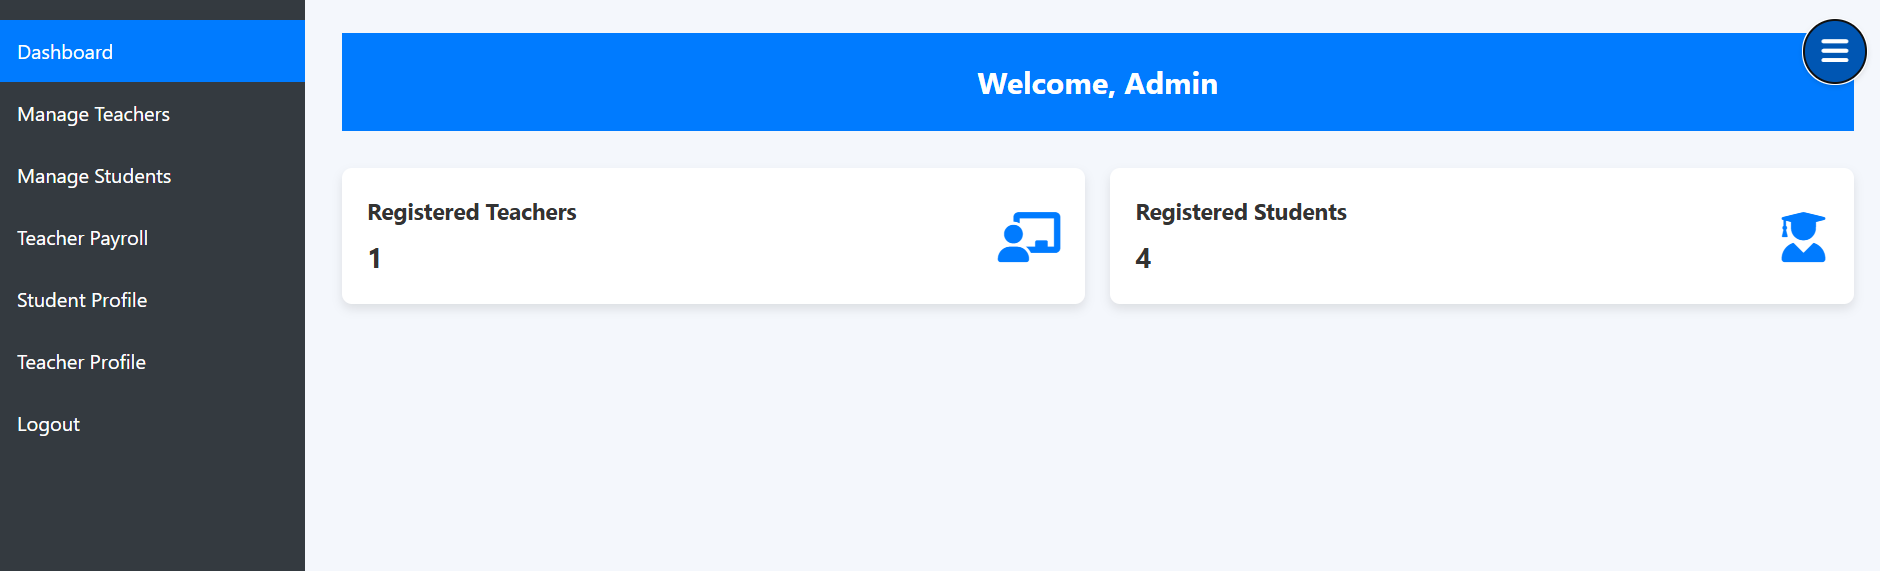 Dashboard
Manage Teachers
Manage Students
Teacher Payroll
Student Profile
Teacher Profile
Logout
Welcome, Admin
Registered Teachers
1
Registered Students
4